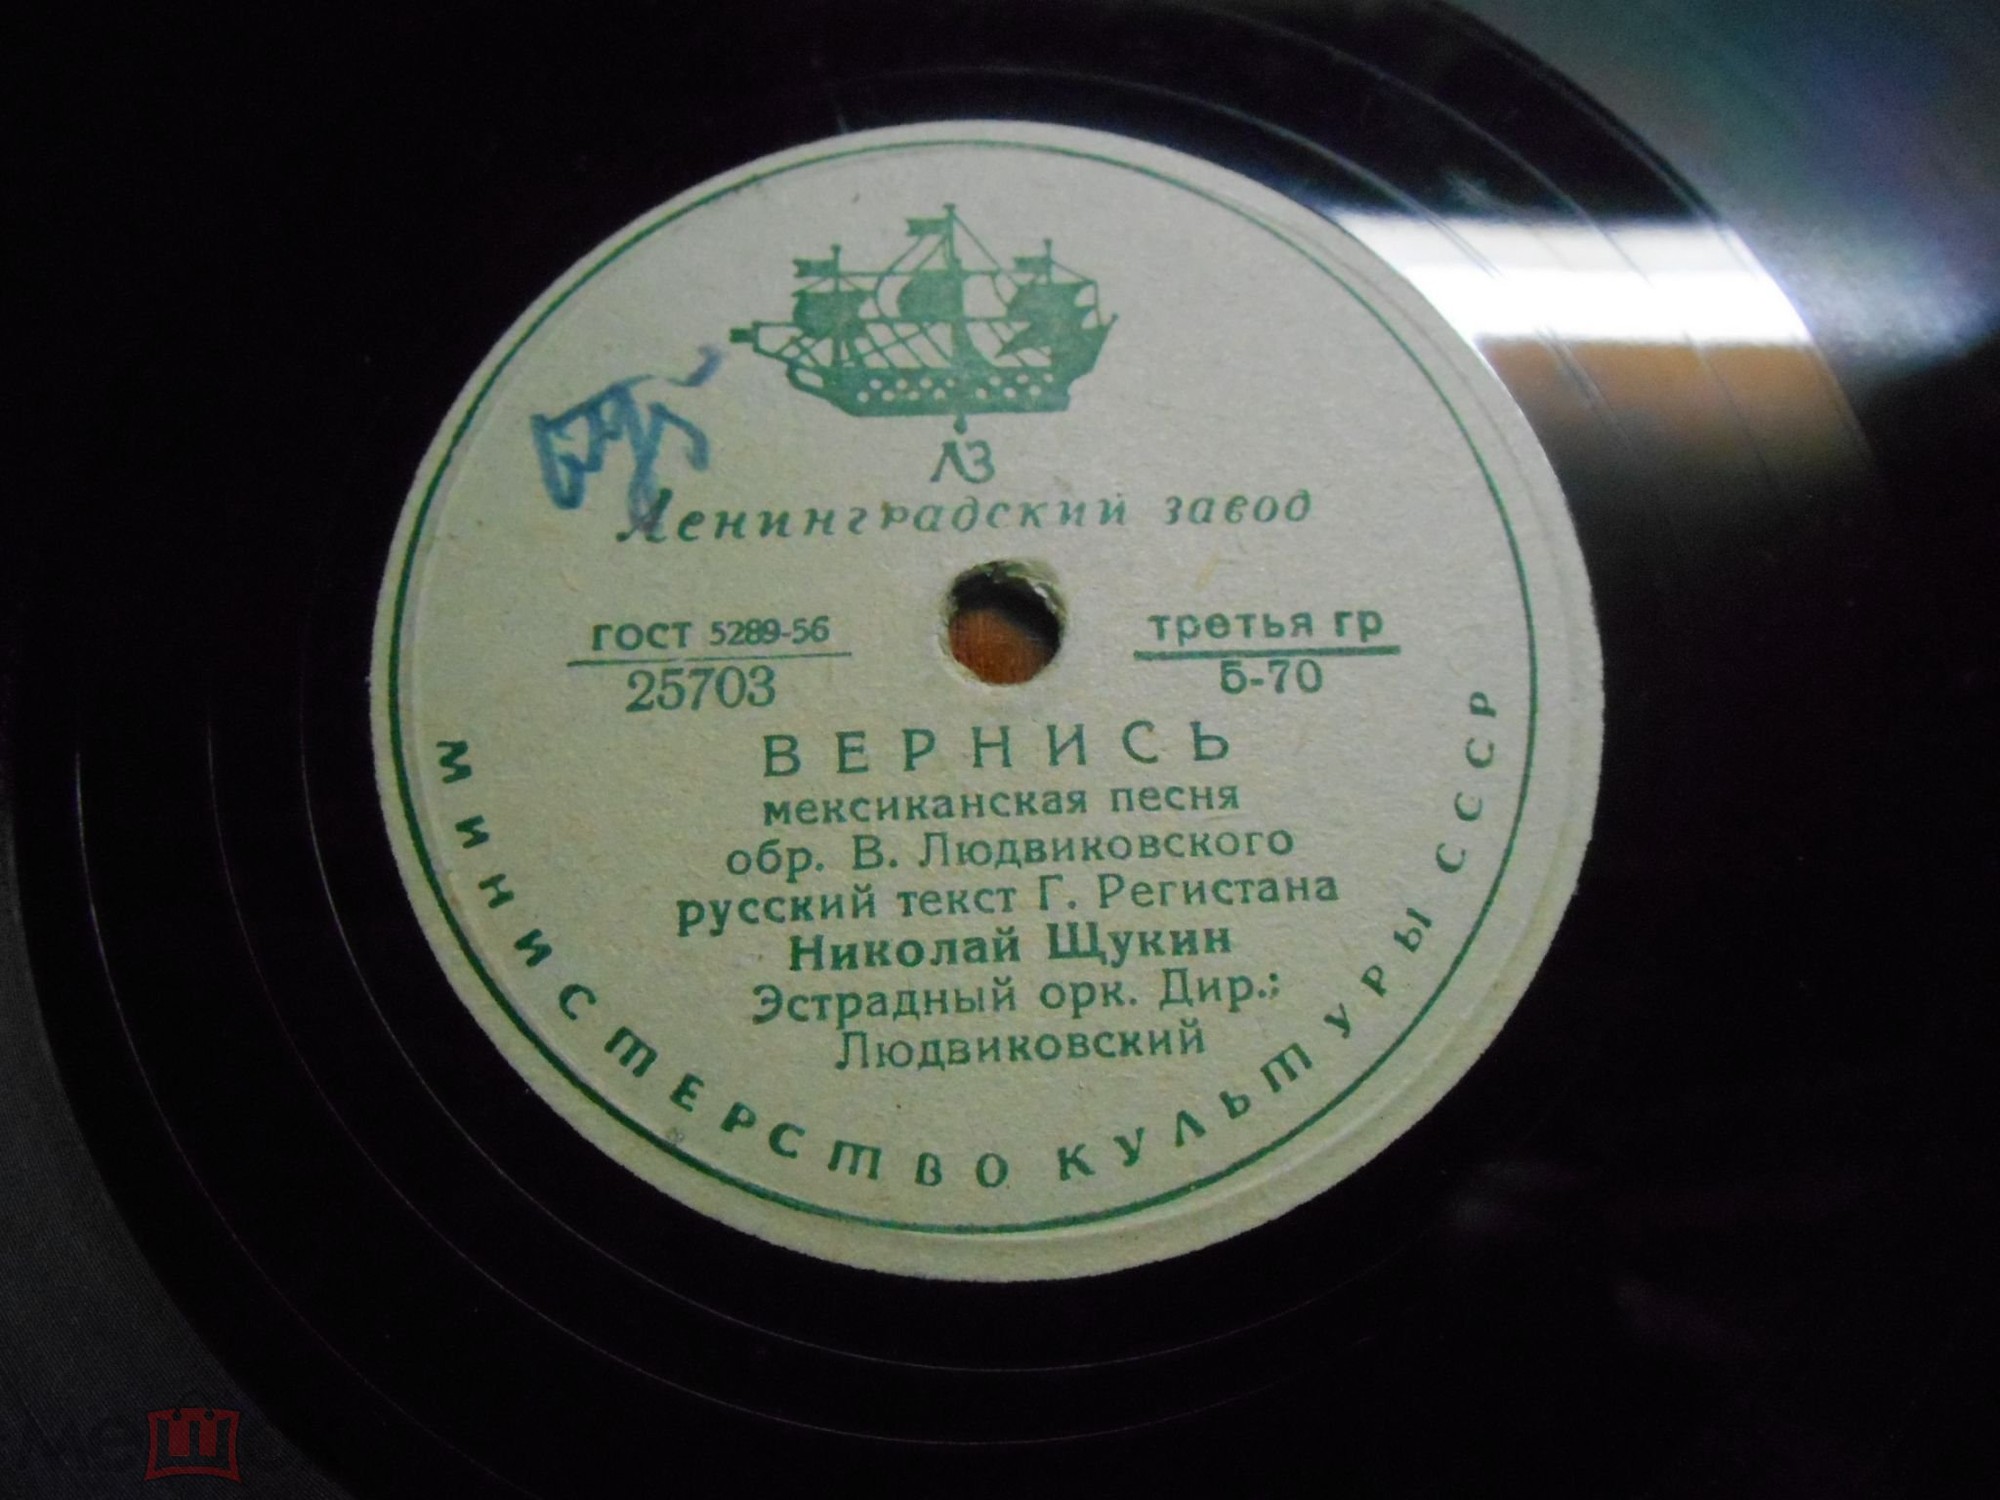 ЛЗ
Ленинградский завод
ГОСТ 5289-56
25703
третья гр
5-70
ВЕРНИСЬ
мексиканская песня
обр. В. Людвиковского
русский текст Г. Регистана
Николай Щукин
Эстрадный орк. Дир.:
Людвиковский
МИНИСТЕРСТВО КУЛЬТУРЫ СССР